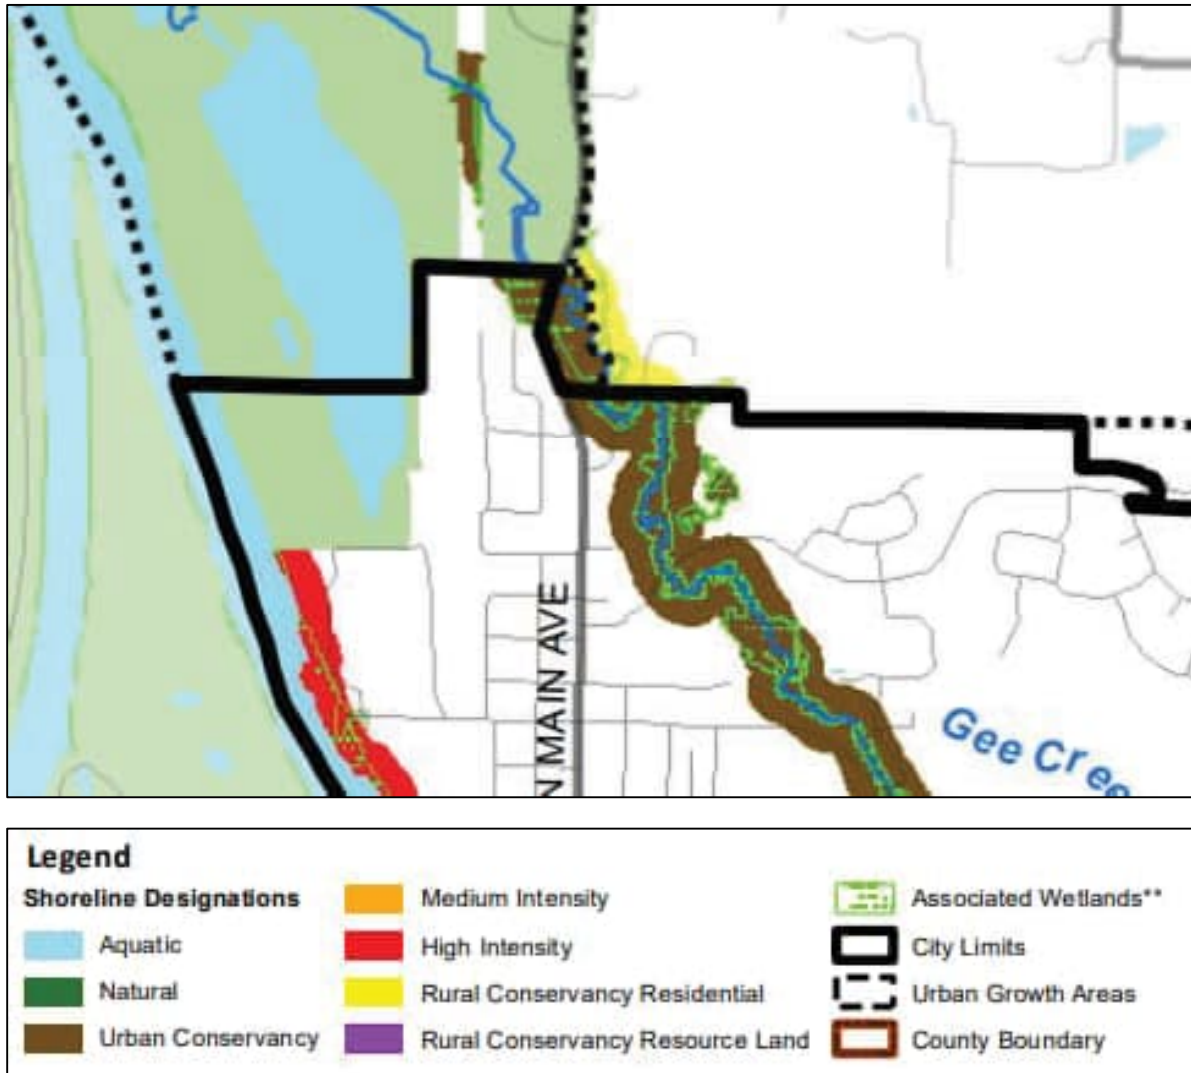 N MAIN AVE
Gee Cree
Legend
Shoreline Designations
Aquatic
Natural
Urban Conservancy
Medium Intensity
High Intensity
Rural Conservancy Residential
Rural Conservancy Resource Land
Associated Wetlands**
City Limits
Urban Growth Areas
County Boundary